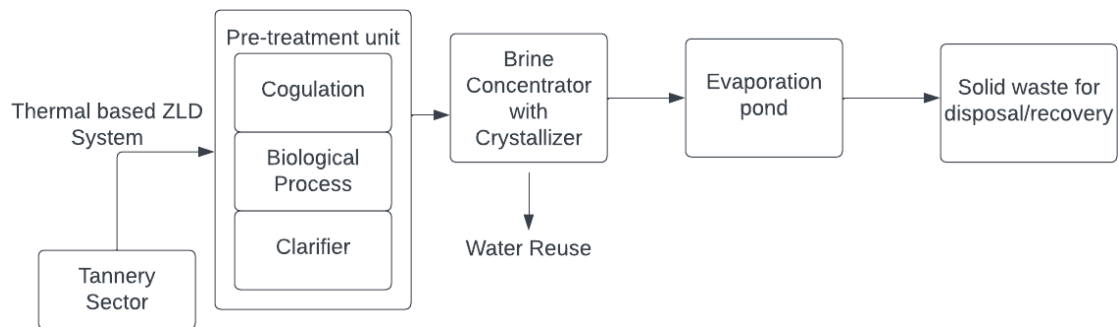 Thermal based ZLD
System
Tannery
Sector
Pre-treatment unit
Cogulation
Biological
Process
Clarifier
Brine
Concentrator
with
Crystallizer
Water Reuse
Evaporation
pond
Solid waste for
disposal/recovery